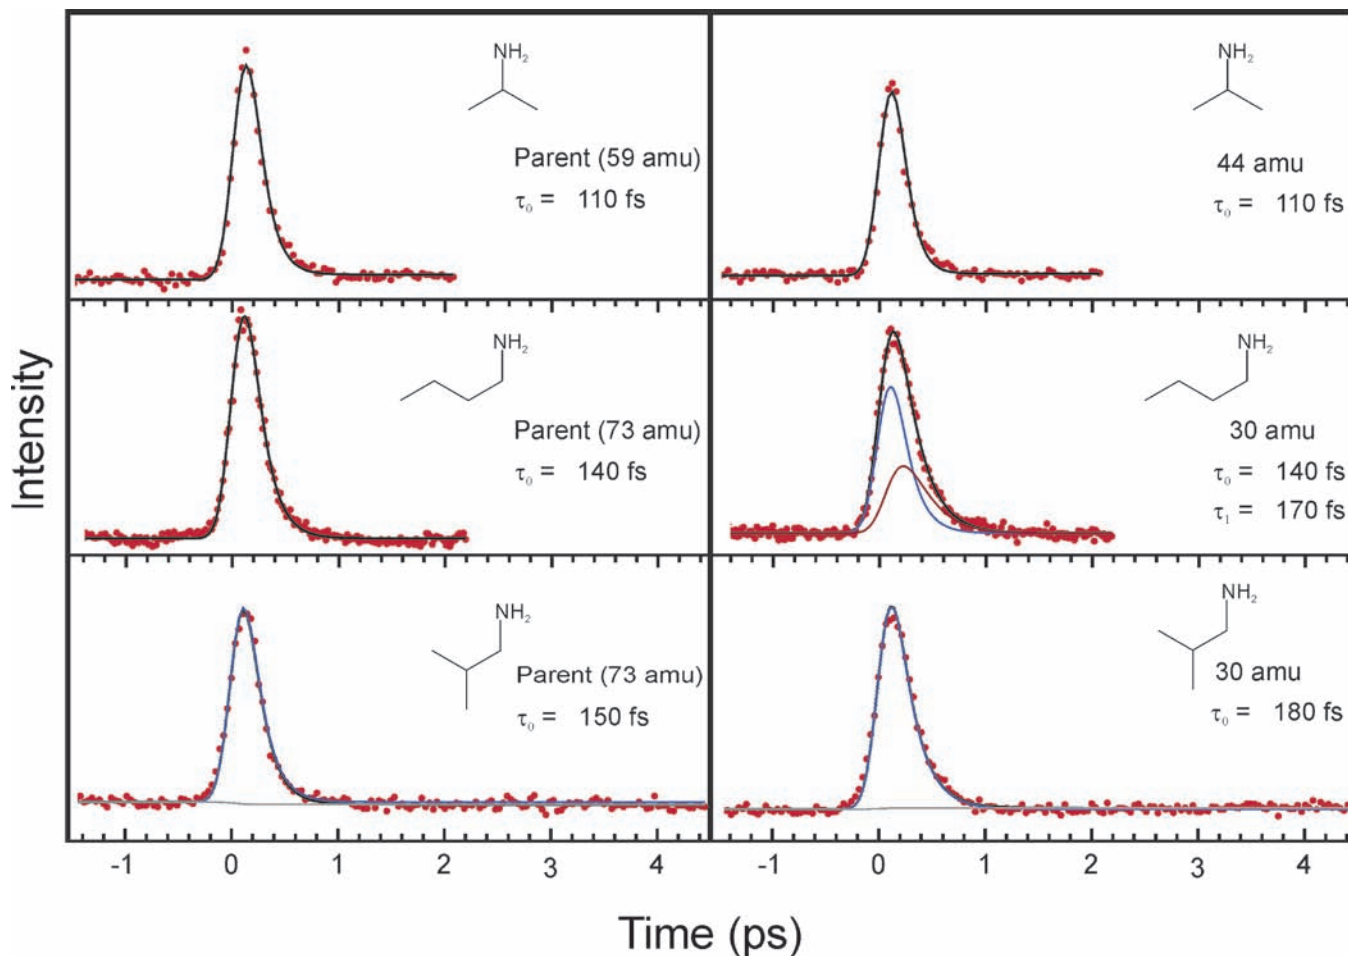 Intensity
NH₂
Parent (59 amu)
τ₀ = 110 fs
NH₂
44 amu
τ₀ = 110 fs
NH₂
Parent (73 amu)
τ₀ = 140 fs
NH₂
30 amu
τ₀ = 140 fs
τ₁ = 170 fs
NH₂
Parent (73 amu)
τ₀ = 150 fs
NH₂
30 amu
τ₀ = 180 fs
-1 0 1 2 3 4
-1 0 1 2 3 4
Time (ps)